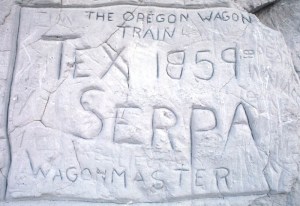 THE OREGON WAGON
TRAIN
TEX 1859
SERPA
WAGONMASTER